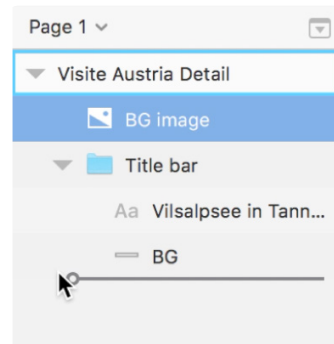 Page 1
Visite Austria Detail
BG image
Title bar
Aa Vilsalpsee in Tann...
BG